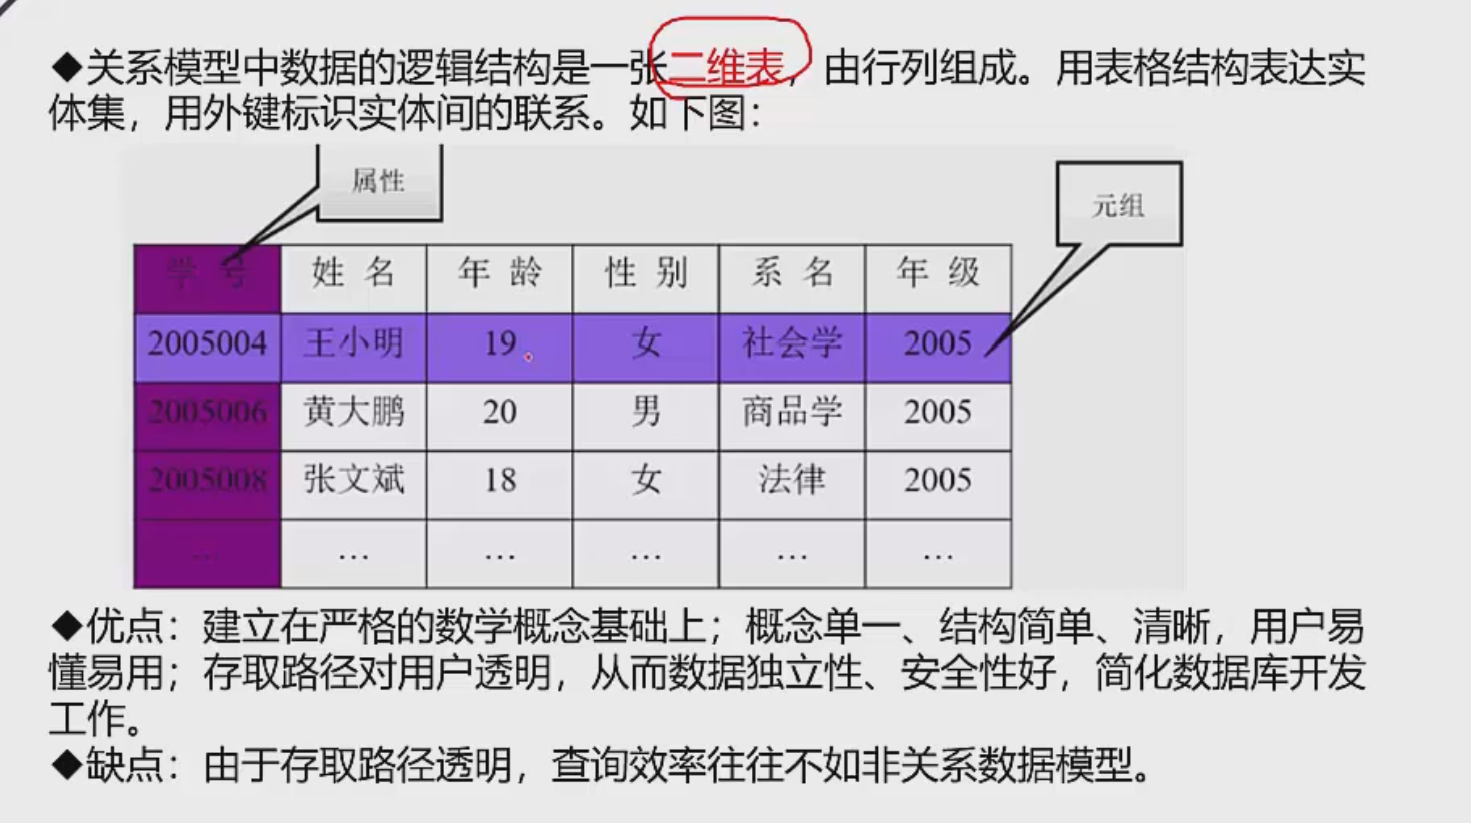 ◆关系模型中数据的逻辑结构是一张二维表，由行列组成。用表格结构表达实
体集，用外键标识实体间的联系。如下图：
属性
元组
学 号 姓 名 年 龄 性 别 系 名 年 级
2005004 王小明 19 女 社会学 2005
2005006 黄大鹏 20 男 商品学 2005
2005008 张文斌 18 女 法律 2005
… … … … … …
◆优点：建立在严格的数学概念基础上；概念单一、结构简单、清晰，用户易
懂易用；存取路径对用户透明，从而数据独立性、安全性好，简化数据库开发
工作。
◆缺点：由于存取路径透明，查询效率往往不如非关系数据模型。